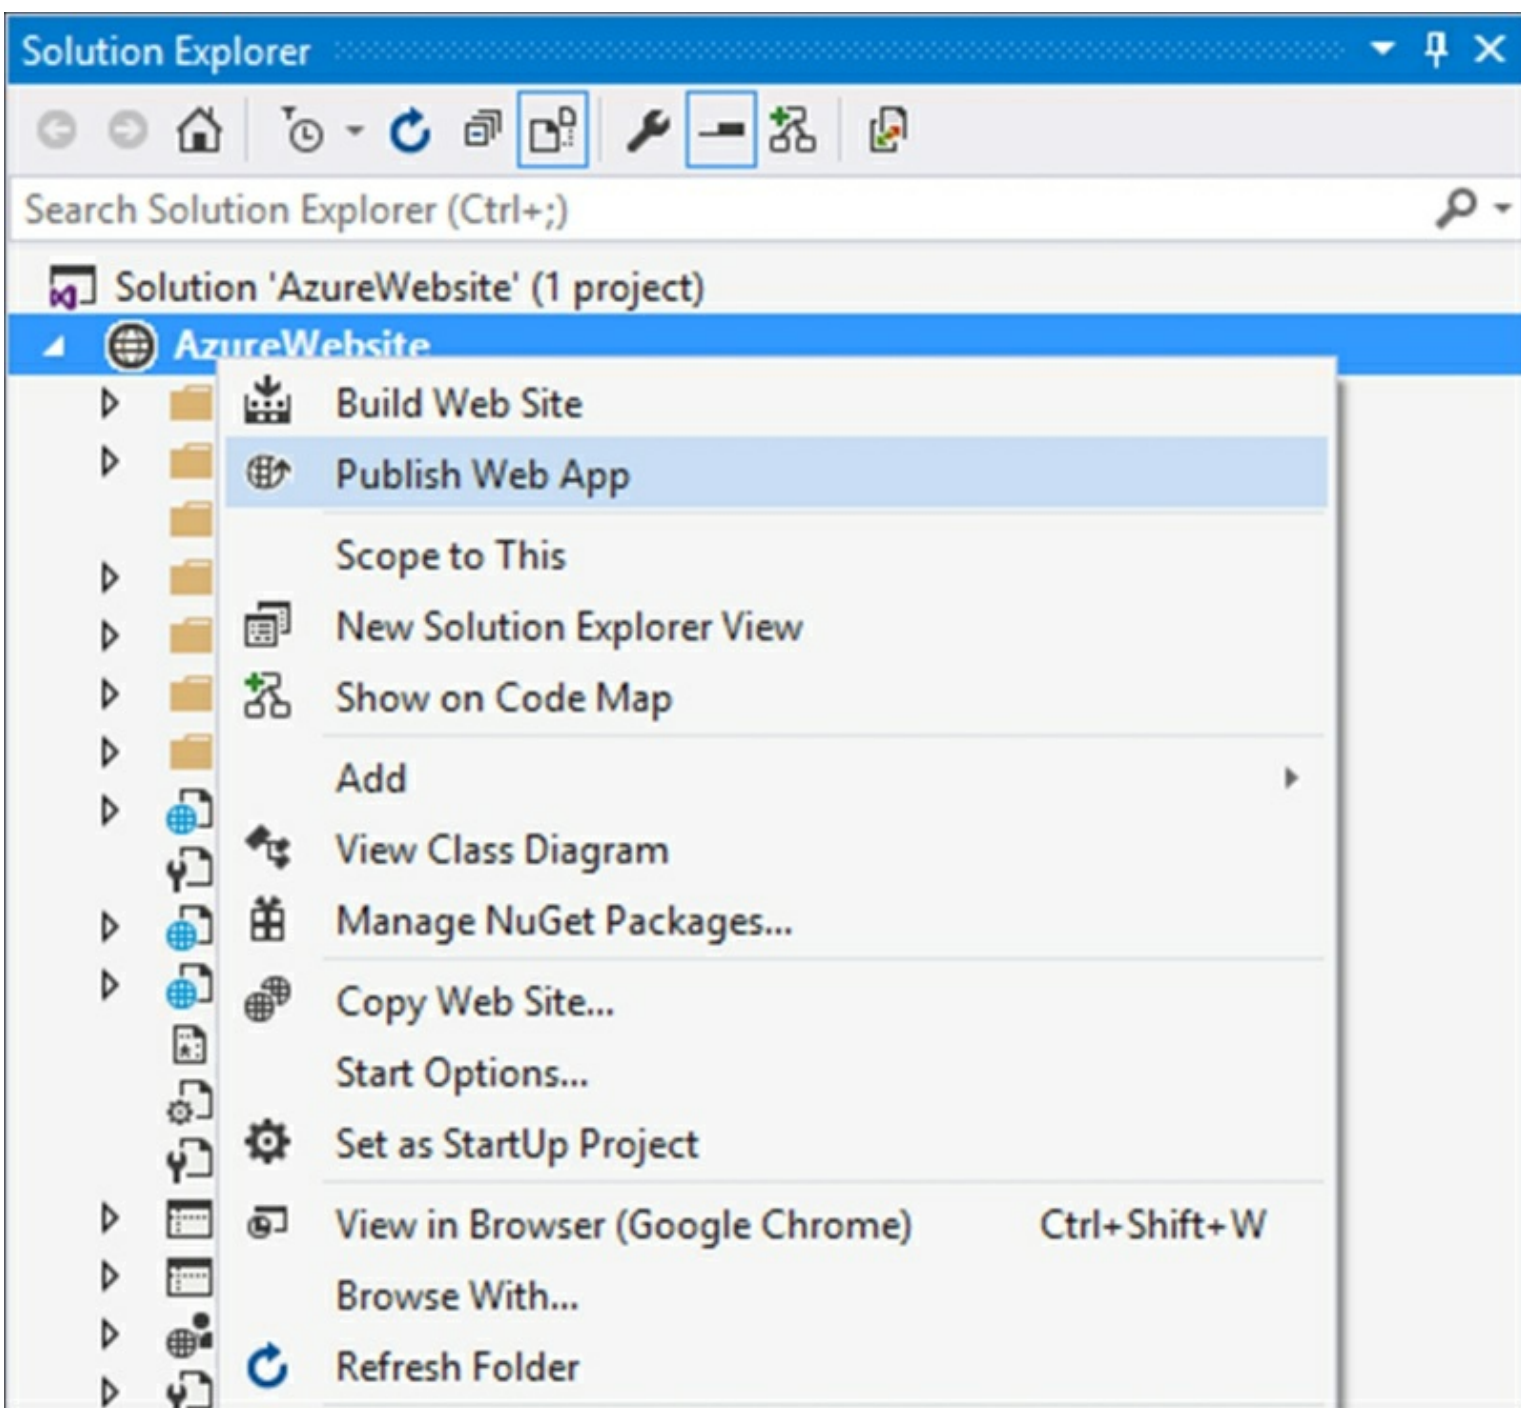 Solution Explorer
Search Solution Explorer (Ctrl+;)
Solution 'AzureWebsite' (1 project)
AzureWebsite
Build Web Site
Publish Web App
Scope to This
New Solution Explorer View
Show on Code Map
Add
View Class Diagram
Manage NuGet Packages...
Copy Web Site...
Start Options...
Set as StartUp Project
View in Browser (Google Chrome) Ctrl+Shift+W
Browse With...
Refresh Folder